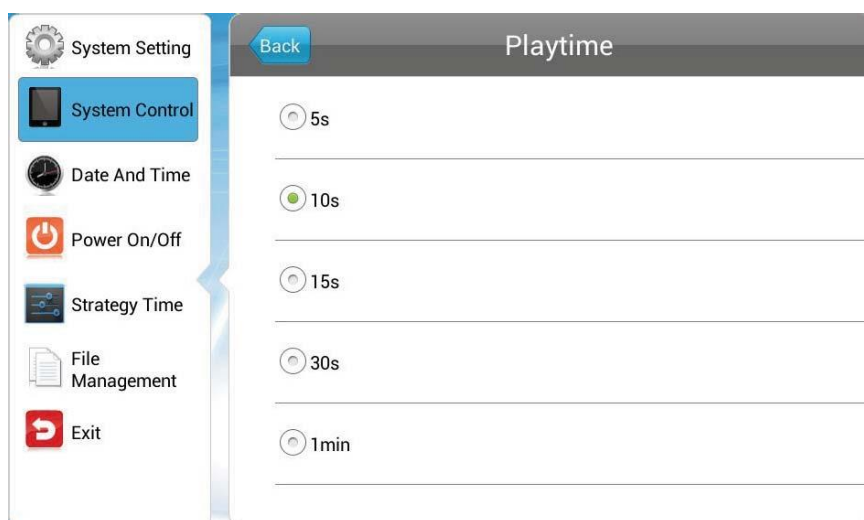 System Setting
System Control
Date And Time
Power On/Off
Strategy Time
File
Management
Exit
Back
Playtime
5s
10s
15s
30s
1min